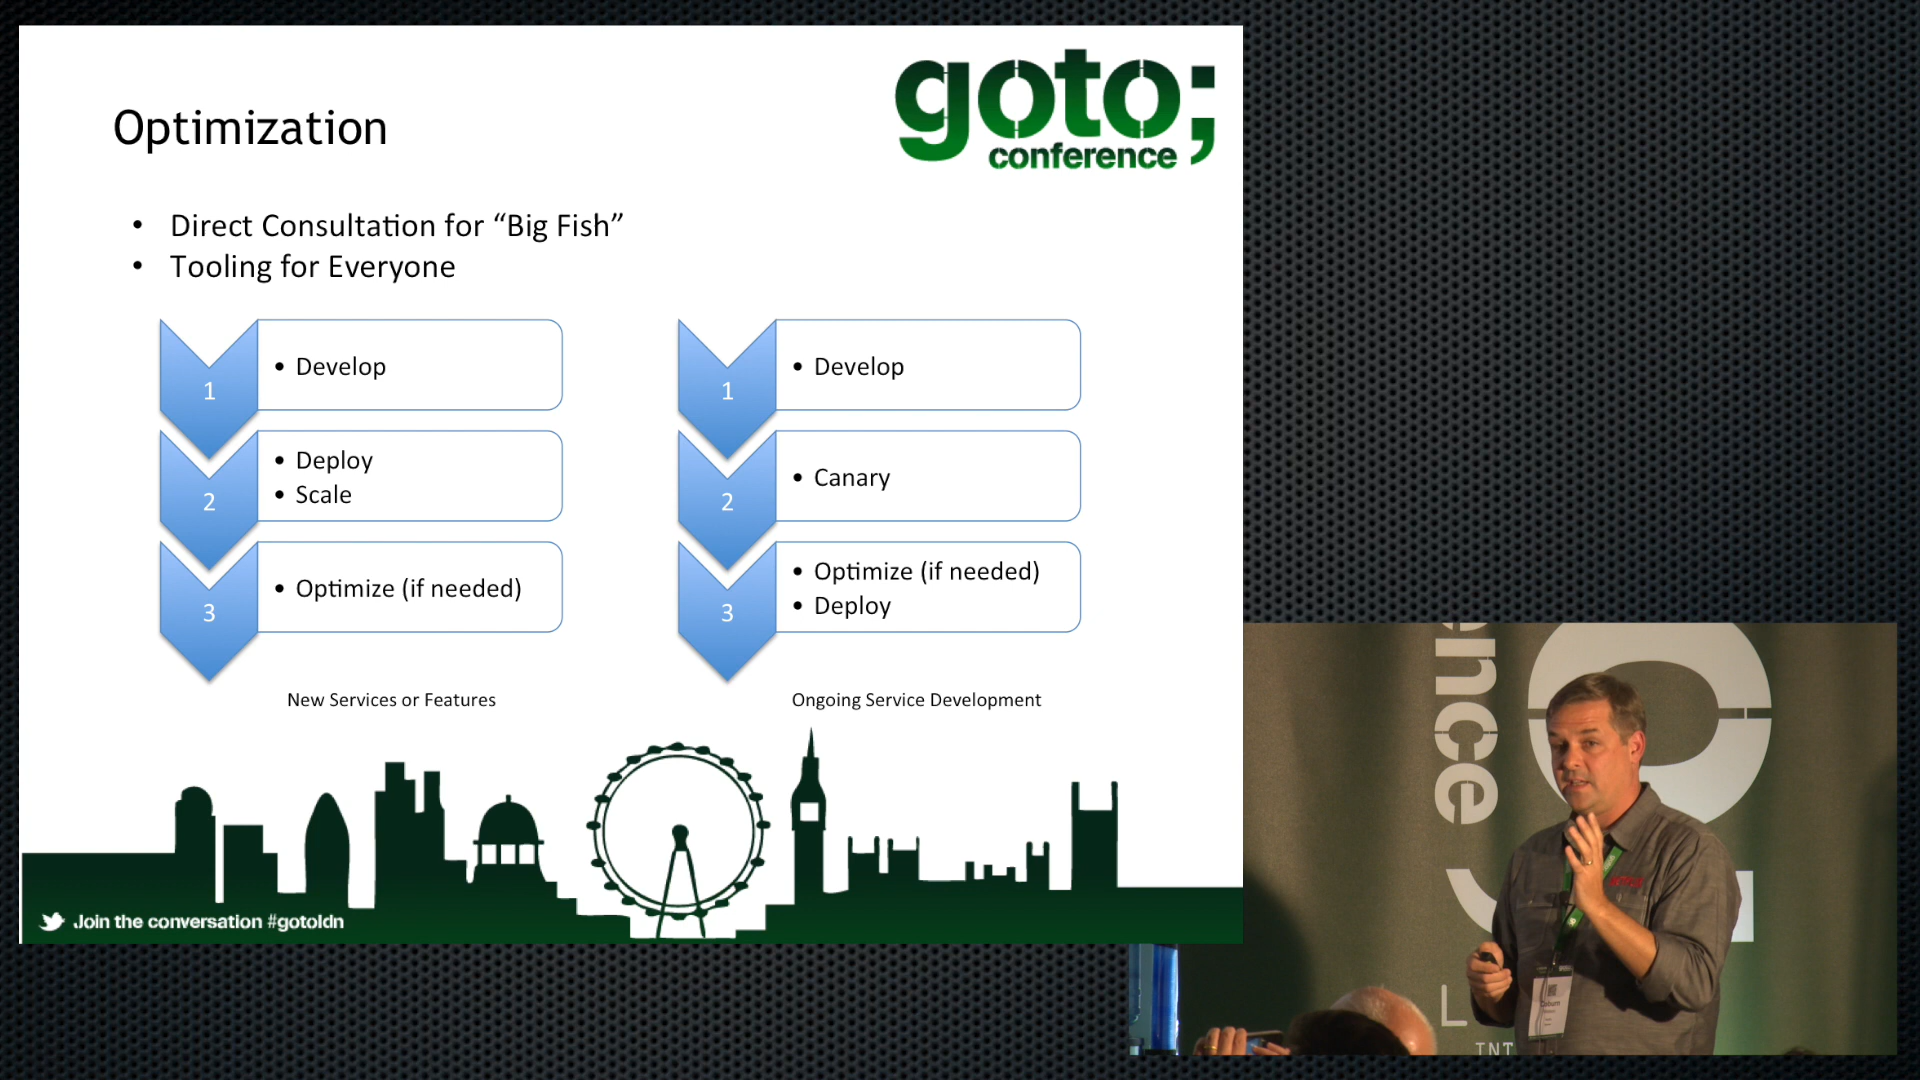 goto;
conference
Optimization
• Direct Consultation for “Big Fish”
• Tooling for Everyone
1
• Develop
2
• Deploy
• Scale
3
• Optimize (if needed)
New Services or Features
1
• Develop
2
• Canary
3
• Optimize (if needed)
• Deploy
Ongoing Service Development
Join the conversation #gotoldn
ence
L
INT